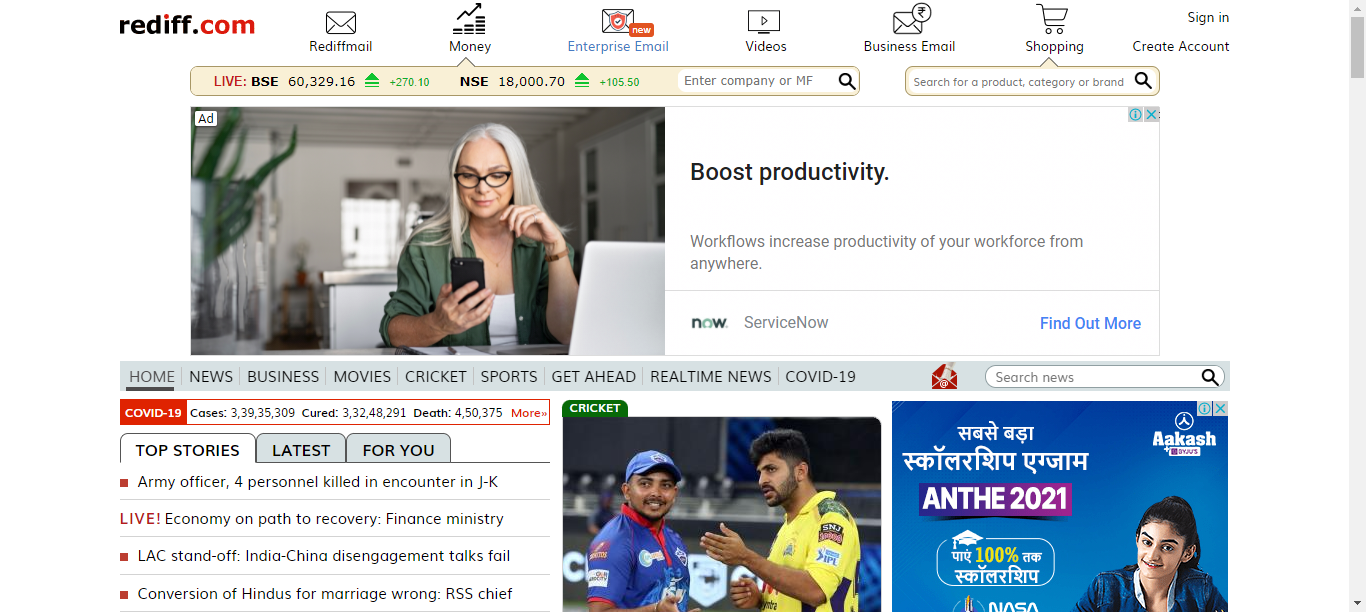 rediff.com
Rediffmail
Money
new
Enterprise Email
Videos
Business Email
Shopping
Sign in
Create Account
LIVE: BSE 60,329.16 +270.10 NSE 18,000.70 +105.50
Enter company or MF
Search for a product, category or brand
Ad
Boost productivity.
Workflows increase productivity of your workforce from
anywhere.
now. ServiceNow
Find Out More
HOME NEWS BUSINESS MOVIES CRICKET SPORTS GET AHEAD REALTIME NEWS COVID-19
Search news
COVID-19 Cases: 3,39,35,309 Cured: 3,32,48,291 Death: 4,50,375 More»
TOP STORIES LATEST FOR YOU
Army officer, 4 personnel killed in encounter in J-K
LIVE! Economy on path to recovery: Finance ministry
LAC stand-off: India-China disengagement talks fail
Conversion of Hindus for marriage wrong: RSS chief
CRICKET
SNJ
10000
IPL
सबसे बड़ा
स्कॉलरशिप एग्ज़ाम
ANTHE 2021
पाएं 100% तक
स्कॉलरशिप
NASA
Aakash
BYJU'S